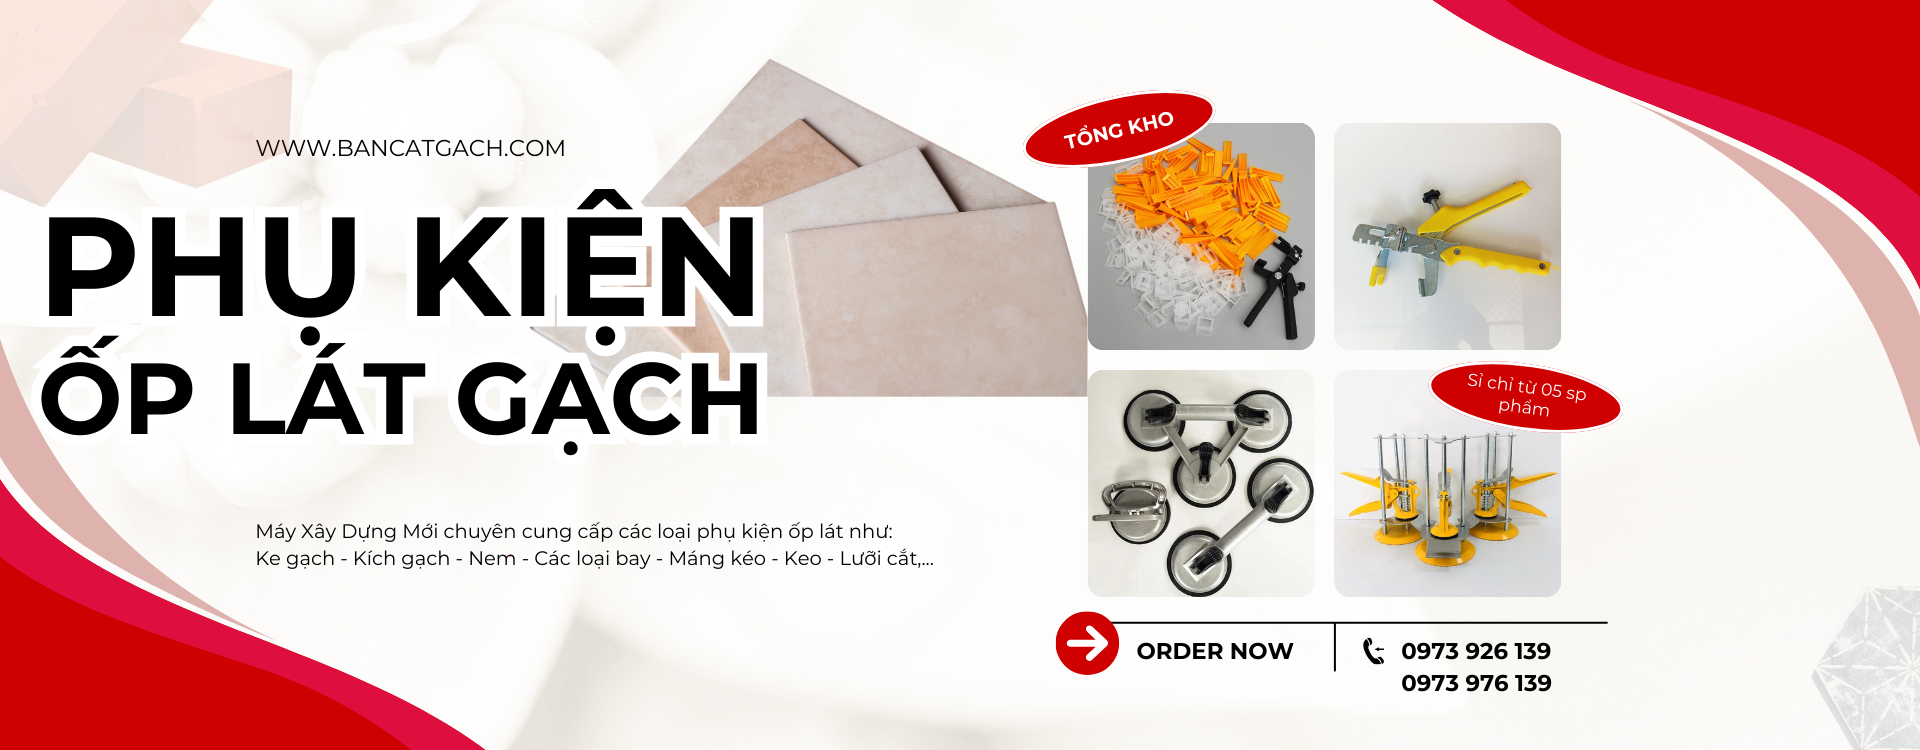 WWW.BANCATGACH.COM
PHỤ KIỆN
ỐP LÁT GẠCH
Máy Xây Dựng Mới chuyên cung cấp các loại phụ kiện ốp lát như:
Ke gạch - Kích gạch - Nem - Các loại bay - Máng kéo - Keo - Lưỡi cắt,...
TỔNG KHO
Sỉ chỉ từ 05 sp
phẩm
ORDER NOW
0973 926 139
0973 976 139